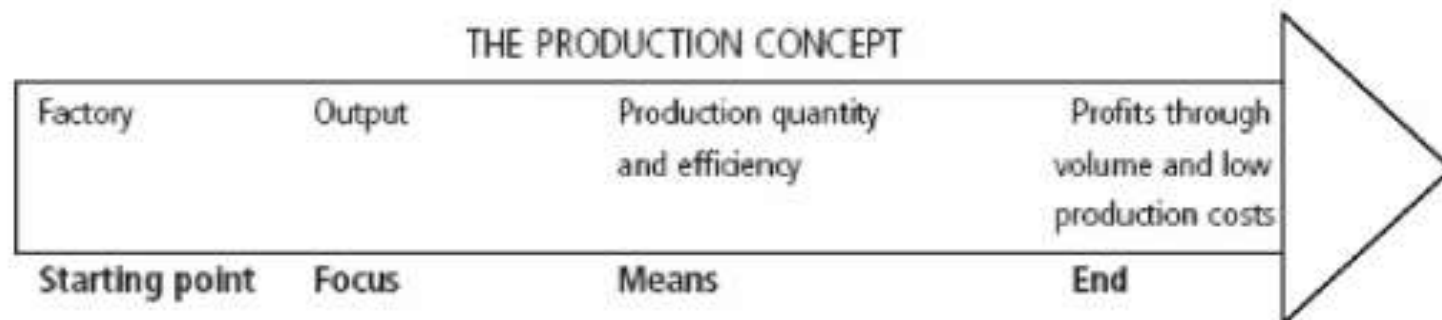 THE PRODUCTION CONCEPT
Factory Output Production quantity Profits through
and efficiency volume and low
production costs
Starting point Focus Means End